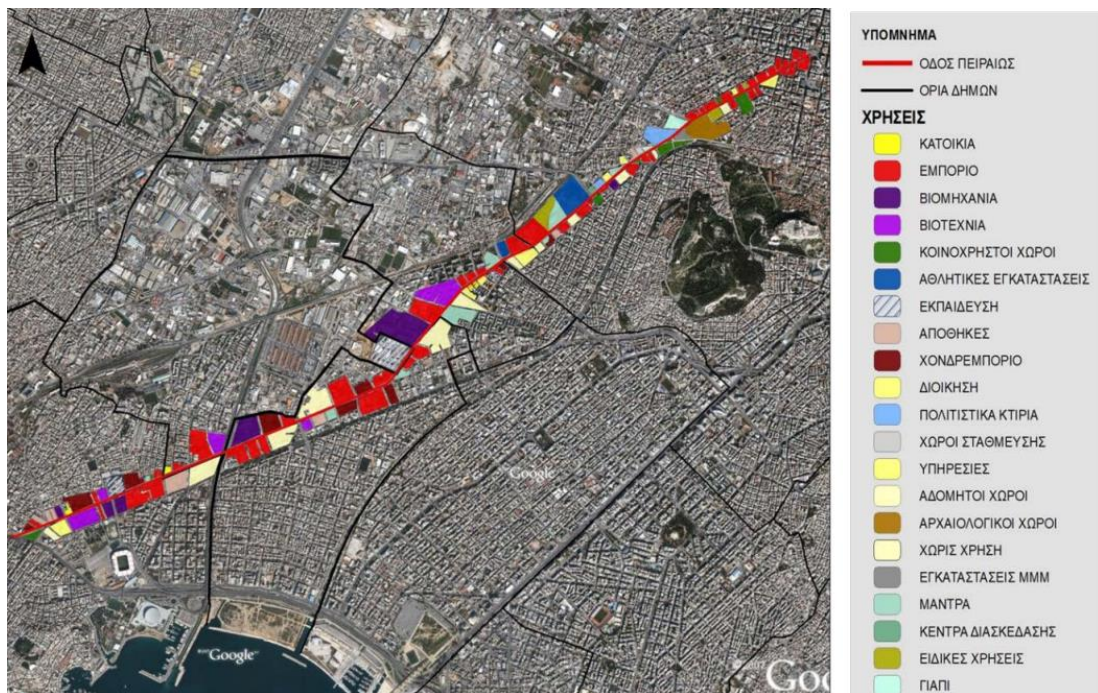 ΥΠΟΜΝΗΜΑ
ΟΔΟΣ ΠΕΙΡΑΙΩΣ
ΟΡΙΑ ΔΗΜΩΝ
ΧΡΗΣΕΙΣ
ΚΑΤΟΙΚΙΑ
ΕΜΠΟΡΙΟ
ΒΙΟΜΗΧΑΝΙΑ
ΒΙΟΤΕΧΝΙΑ
ΚΟΙΝΟΧΡΗΣΤΟΙ ΧΩΡΟΙ
ΑΘΛΗΤΙΚΕΣ ΕΓΚΑΤΑΣΤΑΣΕΙΣ
ΕΚΠΑΙΔΕΥΣΗ
ΑΠΟΘΗΚΕΣ
ΧΟΝΔΡΕΜΠΟΡΙΟ
ΔΙΟΙΚΗΣΗ
ΠΟΛΙΤΙΣΤΙΚΑ ΚΤΙΡΙΑ
ΧΩΡΟΙ ΣΤΑΘΜΕΥΣΗΣ
ΥΠΗΡΕΣΙΕΣ
ΑΔΟΜΗΤΟΙ ΧΩΡΟΙ
ΑΡΧΑΙΟΛΟΓΙΚΟΙ ΧΩΡΟΙ
ΧΩΡΙΣ ΧΡΗΣΗ
ΕΓΚΑΤΑΣΤΑΣΕΙΣ ΜΜΜ
ΜΑΝΤΡΑ
ΚΕΝΤΡΑ ΔΙΑΣΚΕΔΑΣΗΣ
ΕΙΔΙΚΕΣ ΧΡΗΣΕΙΣ
ΓΙΑΠΙ
Google
Google
Goo